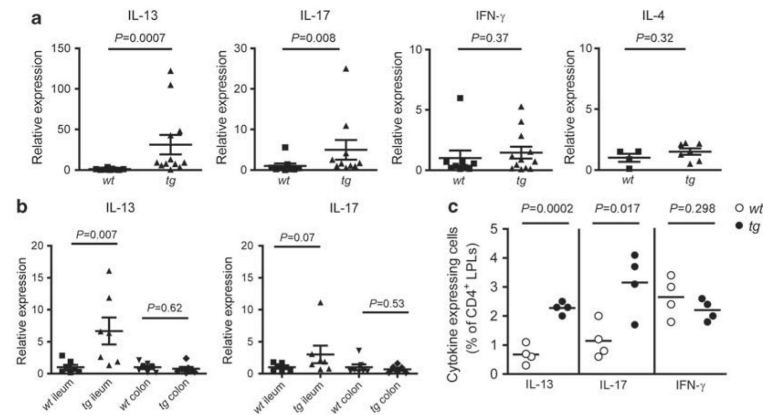 a
IL-13
P=0.0007
Relative expression
150
100
50
0
wt
tg
IL-17
P=0.008
Relative expression
30
20
10
0
wt
tg
IFN-γ
P=0.37
Relative expression
10
5
0
wt
tg
IL-4
P=0.32
Relative expression
10
5
0
wt
tg
b
IL-13
P=0.007
P=0.62
Relative expression
20
15
10
5
0
wt ileum
tg ileum
wt colon
tg colon
IL-17
P=0.07
P=0.53
Relative expression
20
15
10
5
0
wt ileum
tg ileum
wt colon
tg colon
c
P=0.0002
P=0.017
P=0.298
wt
tg
Cytokine expressing cells
(% of CD4+ LPLs)
5
4
3
2
1
0
IL-13
IL-17
IFN-γ